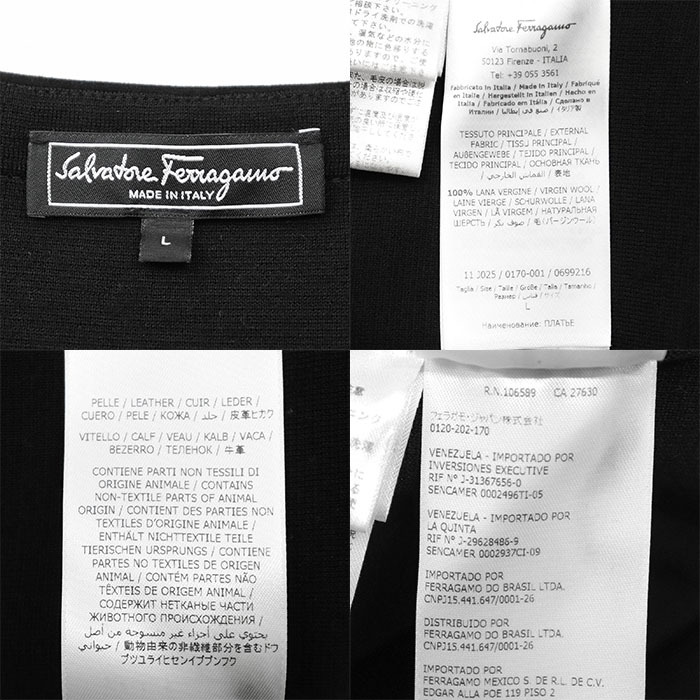 Salvatore Ferragamo
MADE IN ITALY
L
Salvatore Ferragamo
Via Tornabuoni, 2
50123 Firenze - ITALIA
Tel: +39 055 3561
Fabbricato in Italia / Made in Italy / Fabriqué
en Italie / Hergestellt in Italien / Hecho en
Italia / Fabricado em Itália / Сделано в
Италии / صنع في إيطاليا / イタリア製
TESSUTO PRINCIPALE / EXTERNAL
FABRIC / TISSU PRINCIPAL /
AUßENGEWEBE / TEJIDO PRINCIPAL /
TECIDO PRINCIPAL / ОСНОВНАЯ ТКАНЬ
/ القماس الخارجي / 表地
100% LANA VERGINE / VIRGIN WOOL /
LAINE VIERGE / SCHURWOLLE / LANA
VIRGEN / LÃ VIRGEM / НАТУРАЛЬНАЯ
ШЕРСТЬ / صوف بكر / 毛(バージンウール)
11 J025 / 0170-001 / 0699216
Taglia / Size / Taille / Größe / Talla / Tamanho /
Размер / قياس / サイズ
L
Наименование: ПЛАТЬЕ
PELLE / LEATHER / CUIR / LEDER /
CUERO / PELE / КОЖА / جلد / 皮革ヒカワ
VITELLO / CALF / VEAU / KALB / VACA /
BEZERRO / ТЕЛЕНОК / 牛革
CONTIENE PARTI NON TESSILI DI
ORIGINE ANIMALE / CONTAINS
NON-TEXTILE PARTS OF ANIMAL
ORIGIN / CONTIENT DES PARTIES NON
TEXTILES D'ORIGINE ANIMALE /
ENTHÄLT NICHTTEXTILE TEILE
TIERISCHEN URSPRUNGS / CONTIENE
PARTES NO TEXTILES DE ORIGEN
ANIMAL / CONTÉM PARTES NÃO
TÊXTEIS DE ORIGEM ANIMAL /
СОДЕРЖИТ НЕТКАНЫЕ ЧАСТИ
ЖИВОТНОГО ПРОИСХОЖДЕНИЯ /
يحتوي على أجزاء غير منسوجة من أصل
حيواني / 動物由来の非繊維部分を含むドウ
ブツユライヒセンイブブンフク
R.N.106589 CA 27630
フェラガモ・ジャパン株式会社
0120-202-170
VENEZUELA - IMPORTADO POR
INVERSIONES EXECUTIVE
RIF Nº J-31367656-0
SENCAMER 0002496TI-05
VENEZUELA - IMPORTADO POR
LA QUINTA
RIF Nº J-29628486-9
SENCAMER 0002937CI-09
IMPORTADO POR
FERRAGAMO DO BRASIL LTDA.
CNPJ15.441.647/0001-26
DISTRIBUIDO POR
FERRAGAMO DO BRASIL LTDA.
CNPJ15.441.647/0001-26
IMPORTADO POR
FERRAGAMO MEXICO S. DE R.L. DE C.V.
EDGAR ALLA POE 119 PISO 2